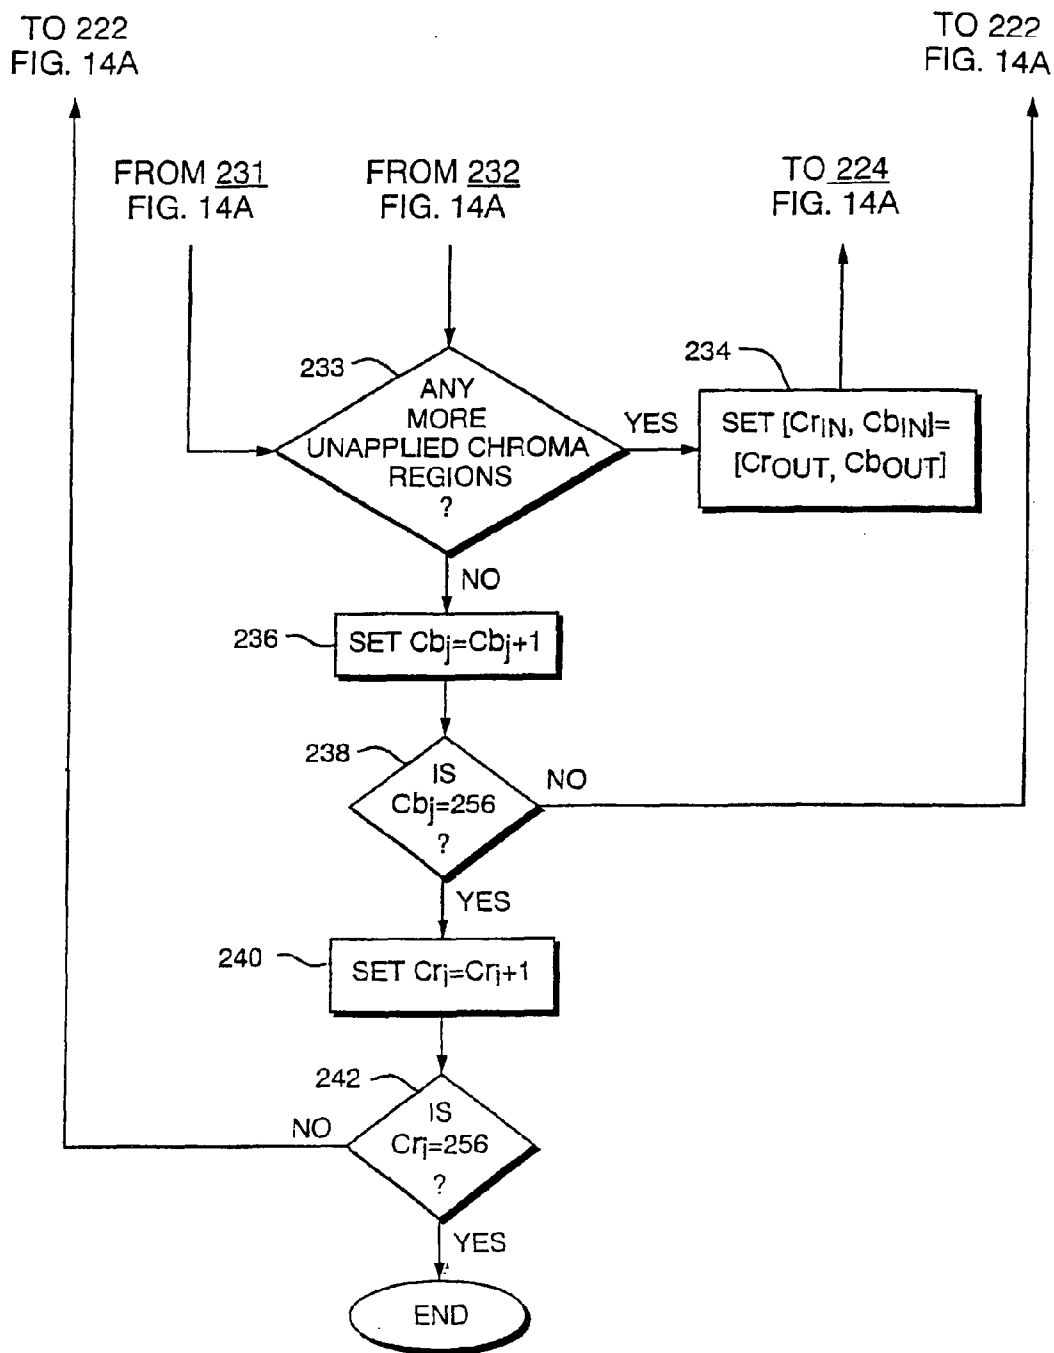 TO 222
FIG. 14A
TO 222
FIG. 14A
FROM 231
FIG. 14A
FROM 232
FIG. 14A
TO 224
FIG. 14A
233
ANY
MORE
UNAPPLIED CHROMA
REGIONS
?
YES
234
SET [CrIN, CbIN]=
[CrOUT, CbOUT]
NO
236
SET Cbj=Cbj+1
238
IS
Cbj=256
?
NO
YES
240
SET Crj=Crj+1
242
IS
Crj=256
?
NO
YES
END